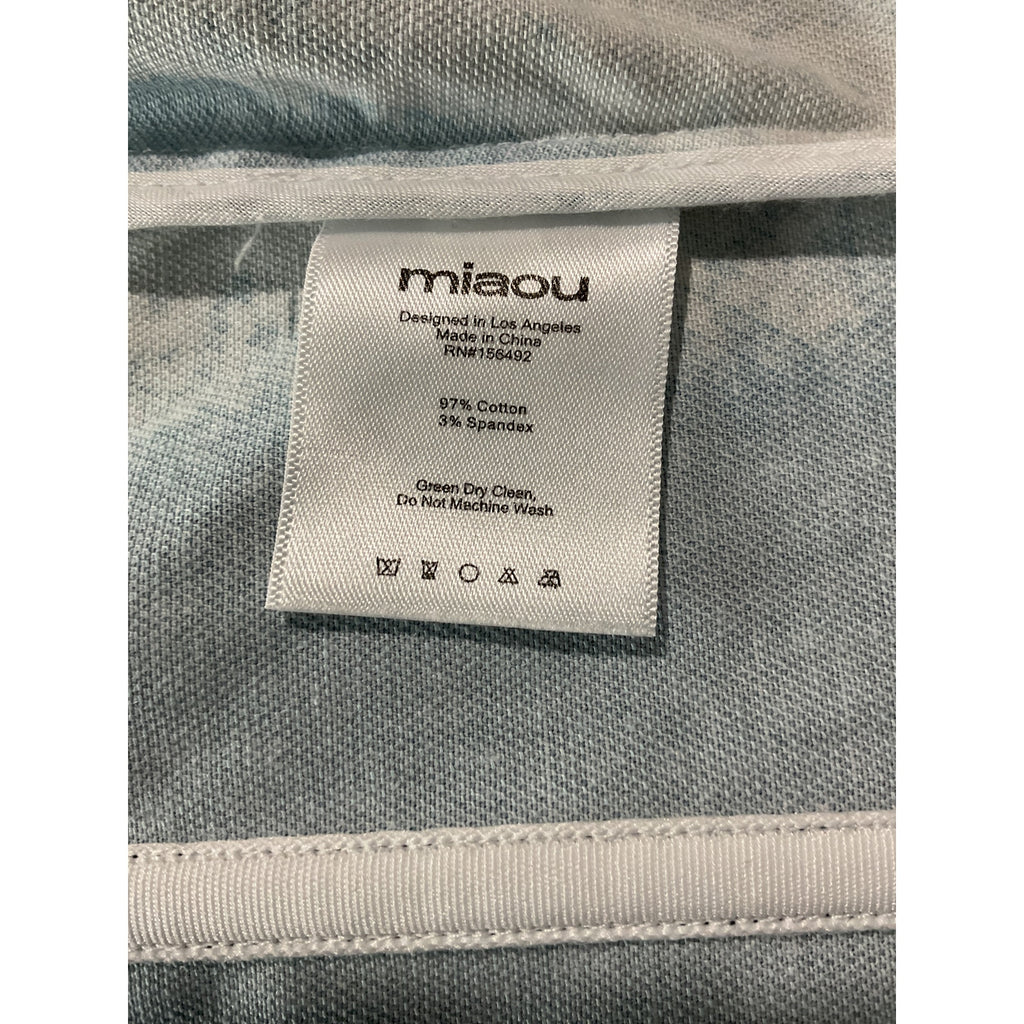 miaou
Designed in Los Angeles
Made in China
RN#156492
97% Cotton
3% Spandex
Green Dry Clean,
Do Not Machine Wash